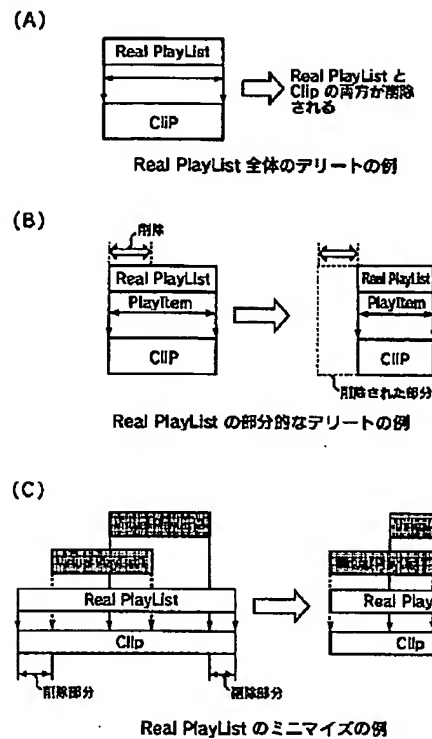 (A)
Real PlayList
Real PlayList と
Clip の両方が削除
される
CliP
Real PlayList 全体のデリートの例
(B)
削除
Real PlayList
Real PlayList
PlayItem
PlayItem
CliP
CliP
削除された部分
Real PlayList の部分的なデリートの例
(C)
Real PlayList
Real Play
Clip
Cli
削除部分
削除部分
Real PlayList のミニマイズの例